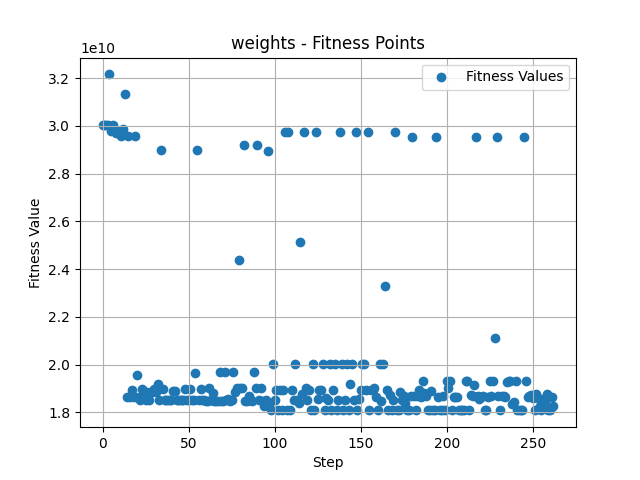 weights - Fitness Points
1e10
Fitness Values
3.2
3.0
2.8
2.6
2.4
2.2
2.0
1.8
Fitness Value
0 50 100 150 200 250
Step